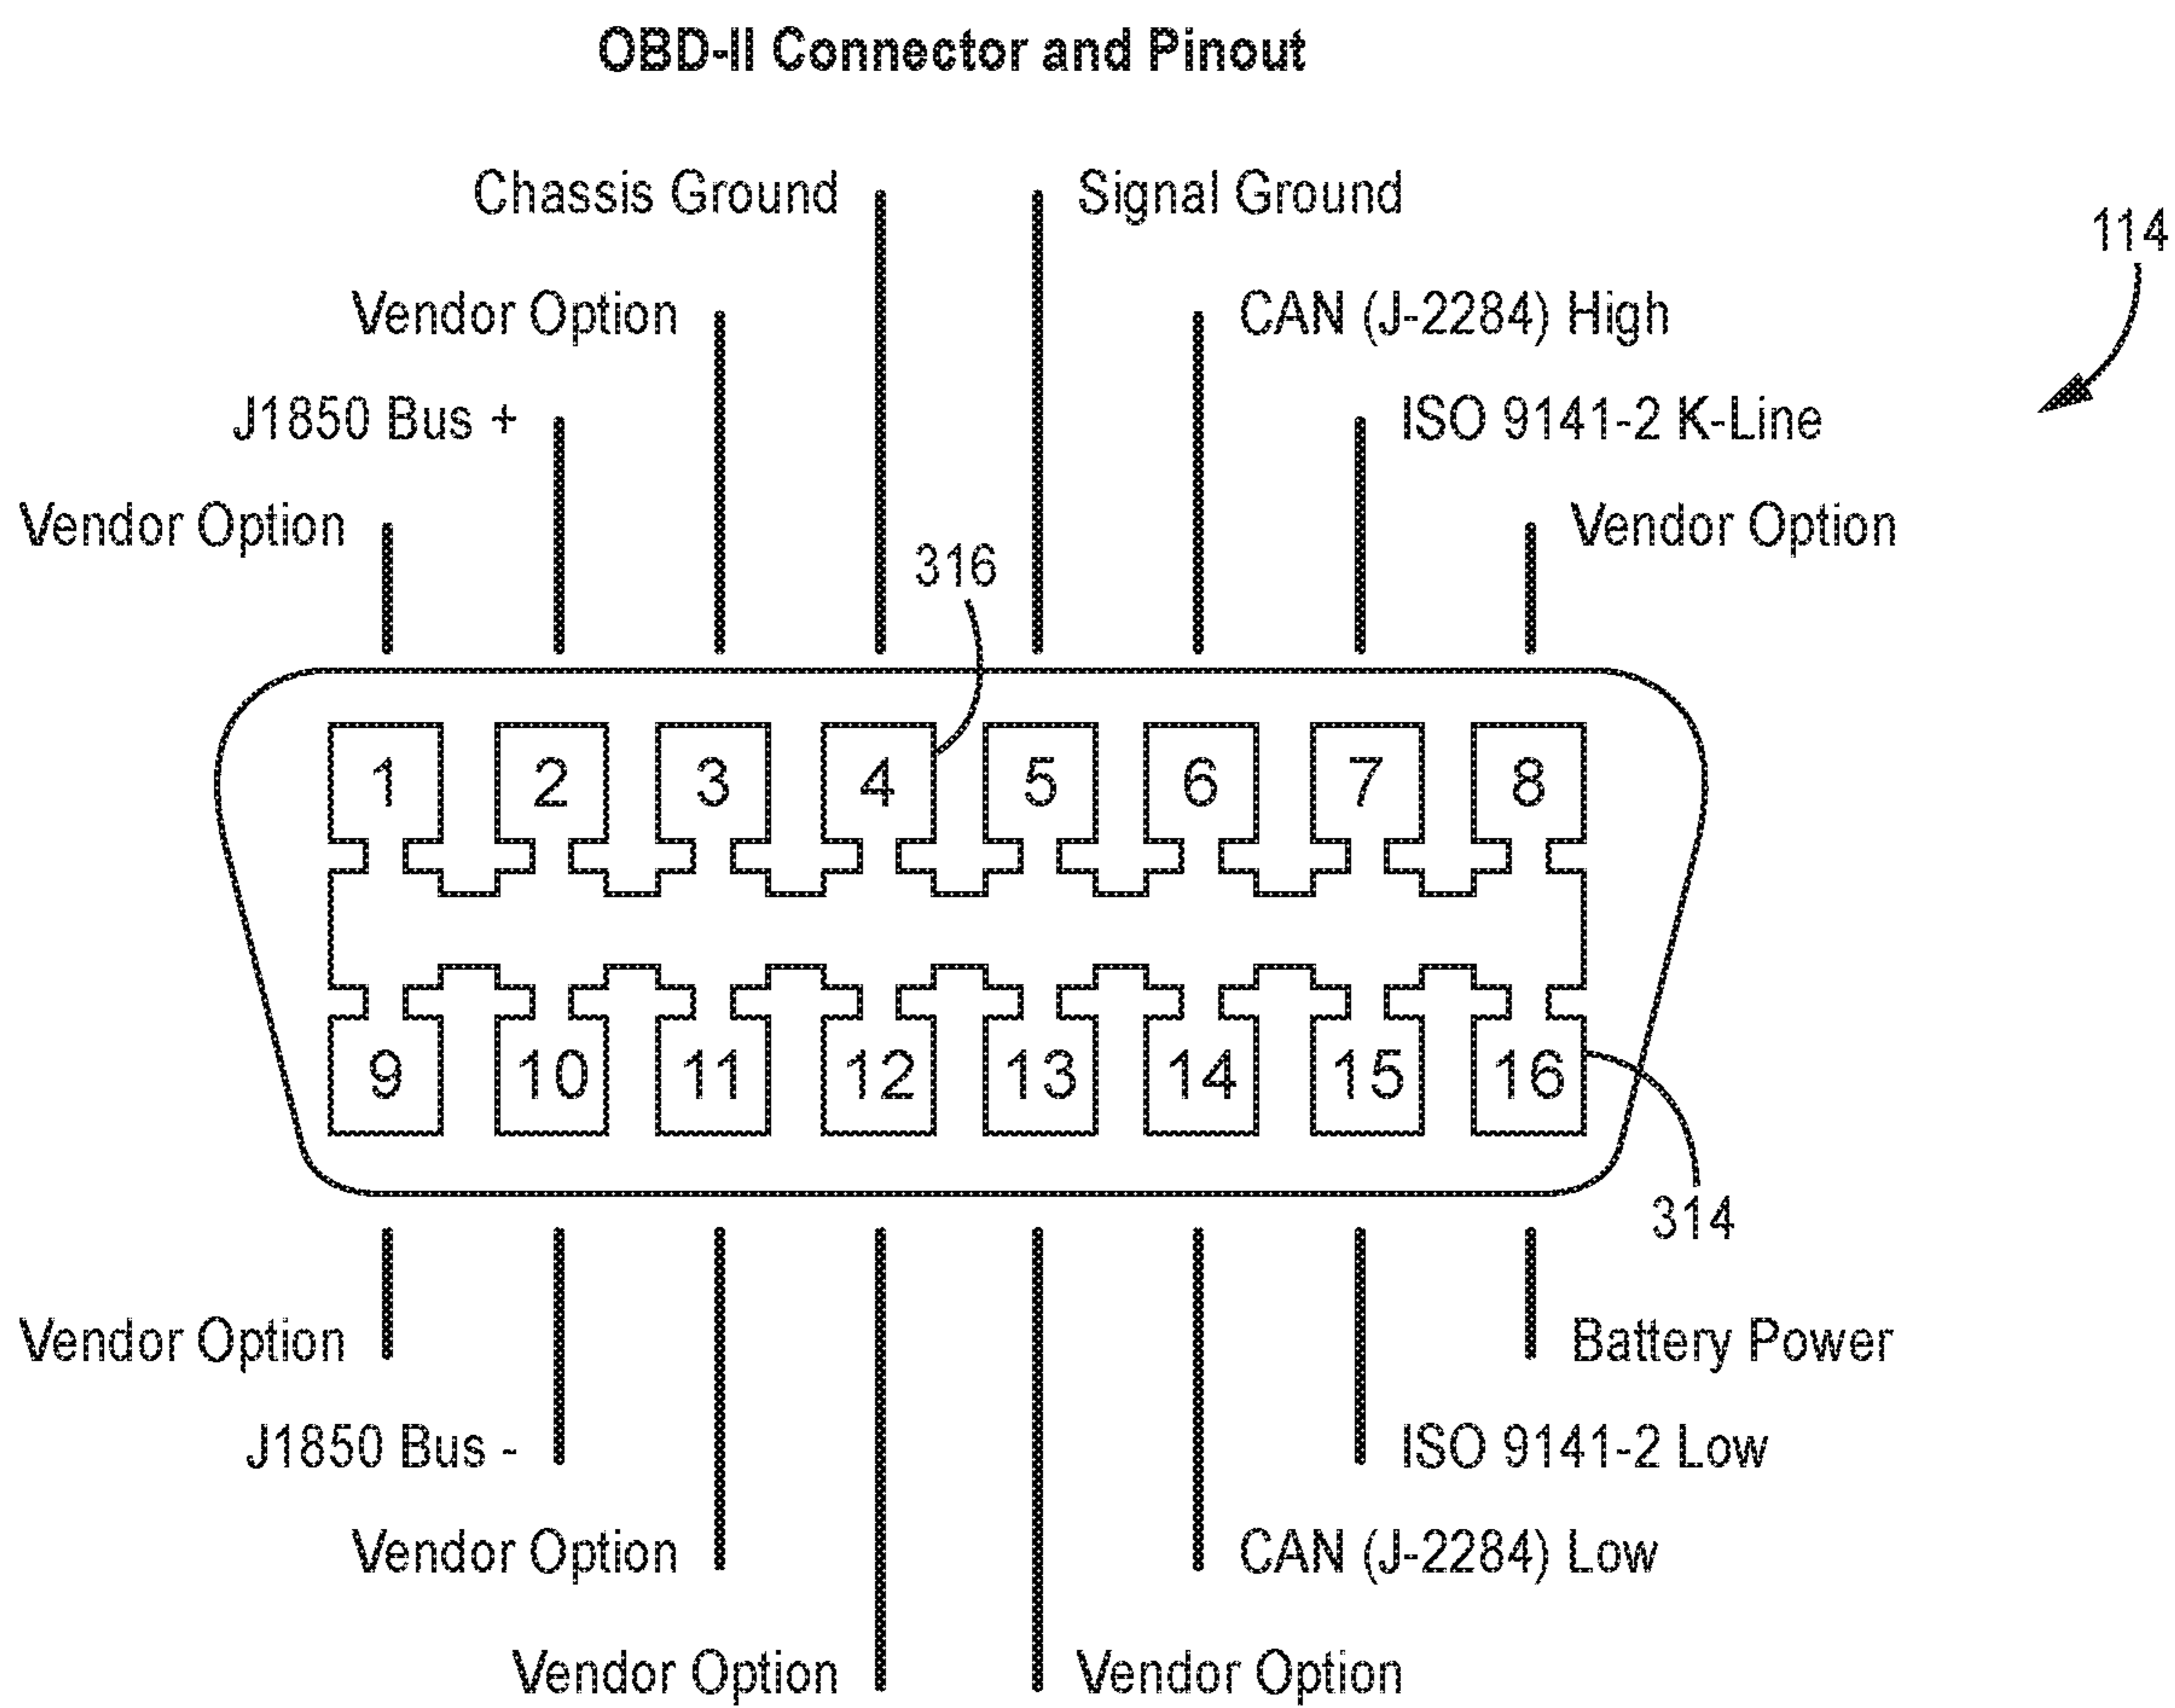 OBD-II Connector and Pinout
Chassis Ground
Signal Ground
114
Vendor Option
CAN (J-2284) High
J1850 Bus +
ISO 9141-2 K-Line
Vendor Option
Vendor Option
316
1 2 3 4 5 6 7 8
9 10 11 12 13 14 15 16
314
Vendor Option
Battery Power
J1850 Bus -
ISO 9141-2 Low
Vendor Option
CAN (J-2284) Low
Vendor Option
Vendor Option